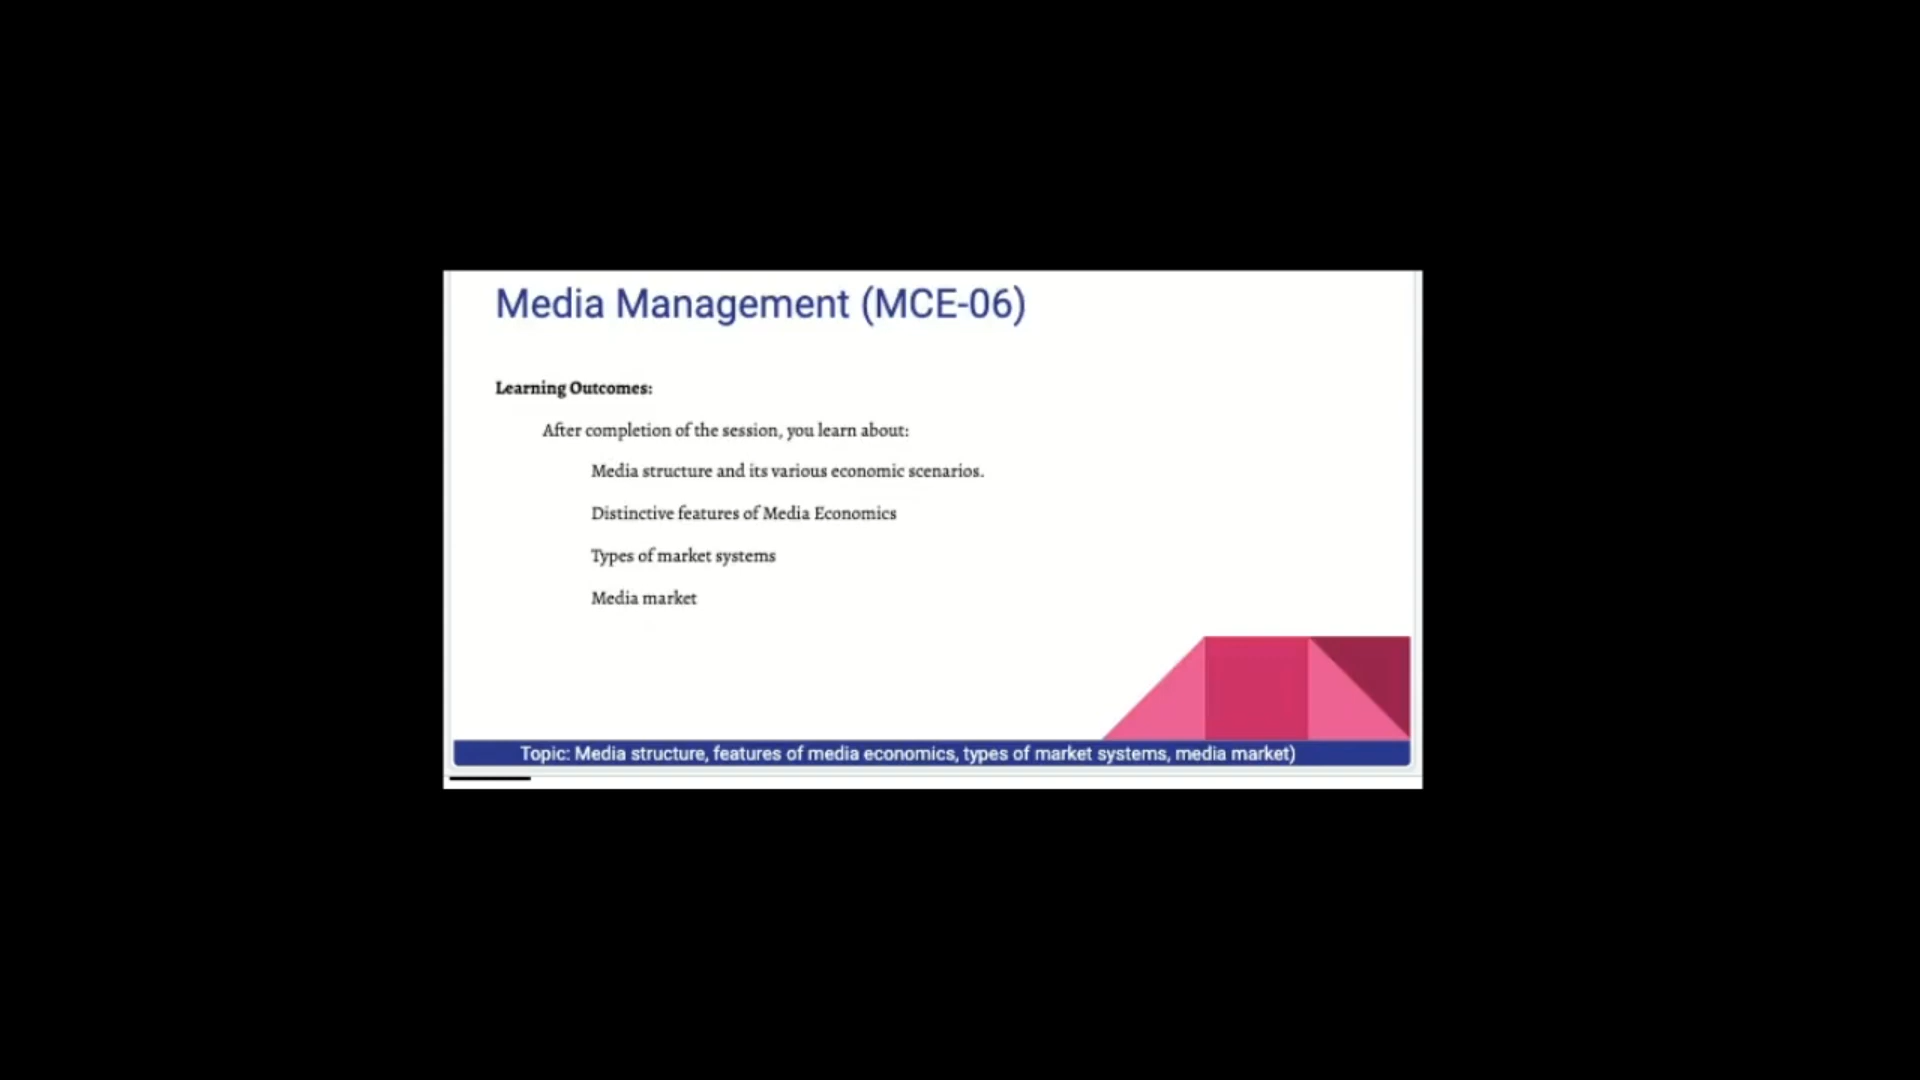 Media Management (MCE-06)
Learning Outcomes:
After completion of the session, you learn about:
Media structure and its various economic scenarios.
Distinctive features of Media Economics
Types of market systems
Media market
Topic: Media structure, features of media economics, types of market systems, media market)